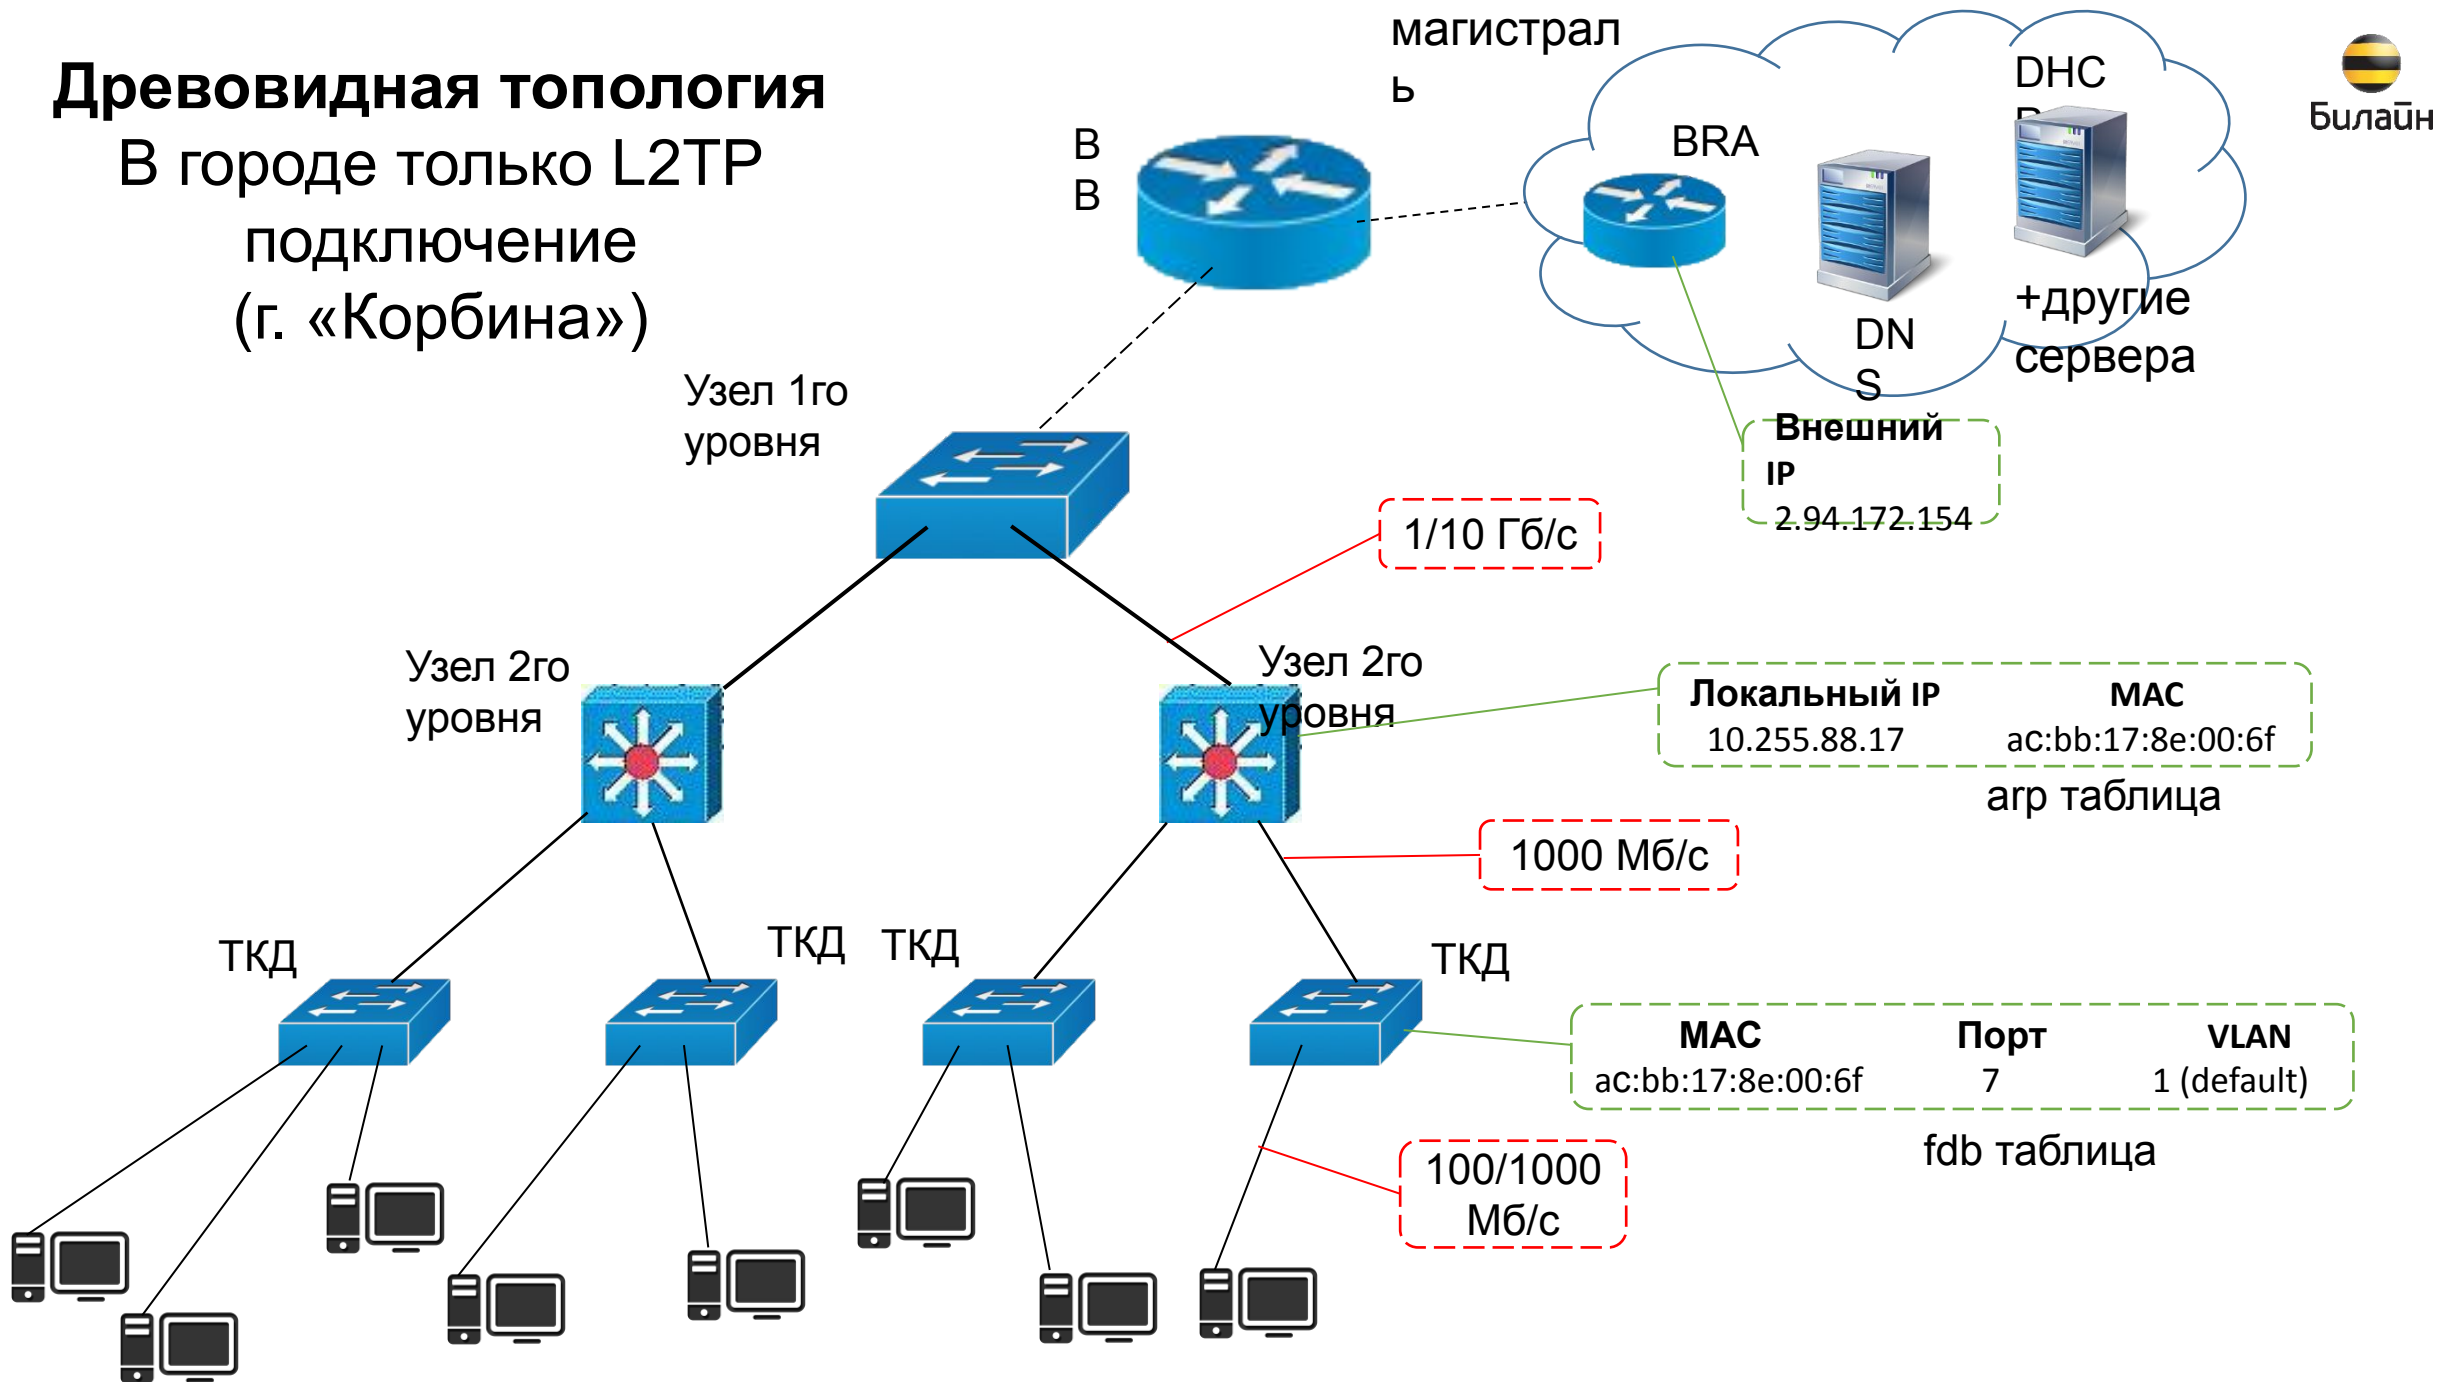 Древовидная топология
В городе только L2TP
подключение
(г. «Корбина»)
магистрал
ь
B
B
BRA
DHC
DN
S
+другие
сервера
Билайн
Внешний
IP
2.94.172.154
Узел 1го
уровня
1/10 Гб/с
Узел 2го
уровня
Узел 2го
уровня
Локальный IP MAC
10.255.88.17 ac:bb:17:8e:00:6f
arp таблица
1000 Мб/с
ТКД
ТКД
ТКД
ТКД
MAC Порт VLAN
ac:bb:17:8e:00:6f 7 1 (default)
fdb таблица
100/1000
Мб/с